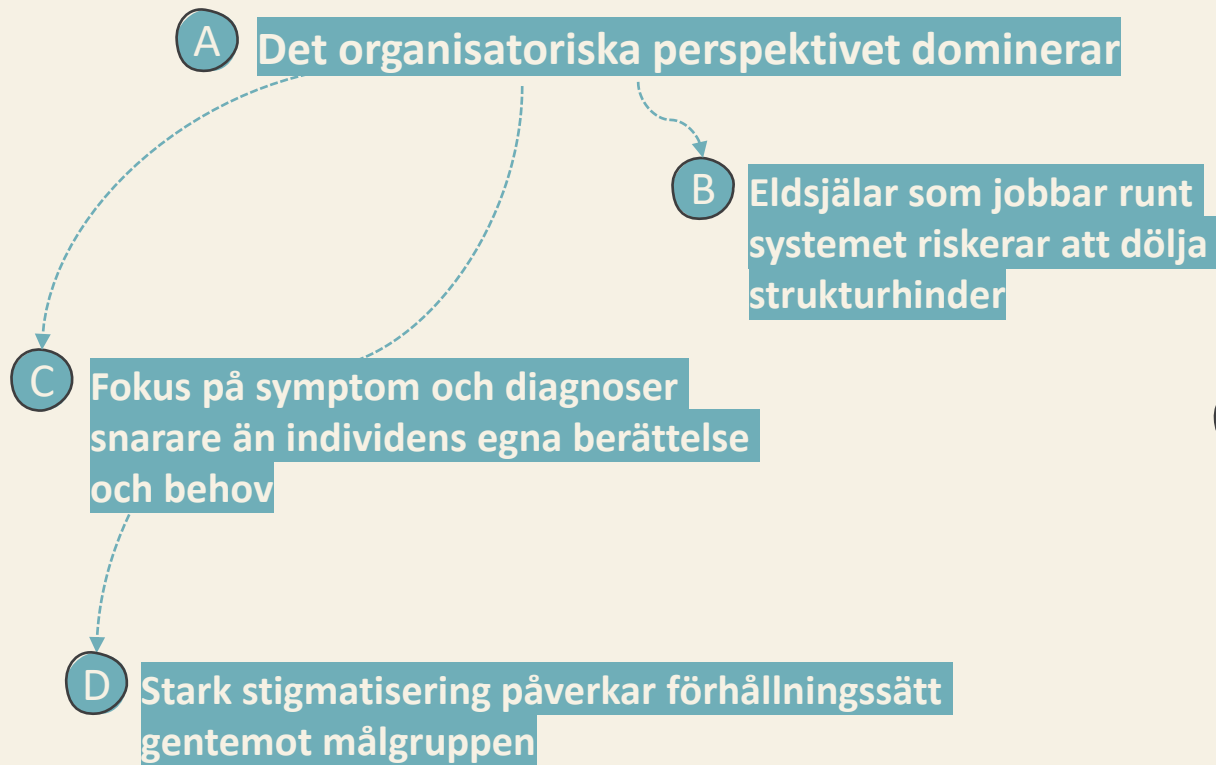 A
Det organisatoriska perspektivet dominerar
B
Eldsjälar som jobbar runt
systemet riskerar att dölja
strukturhinder
C
Fokus på symptom och diagnoser
snarare än individens egna berättelse
och behov
D
Stark stigmatisering påverkar förhållningssätt
gentemot målgruppen